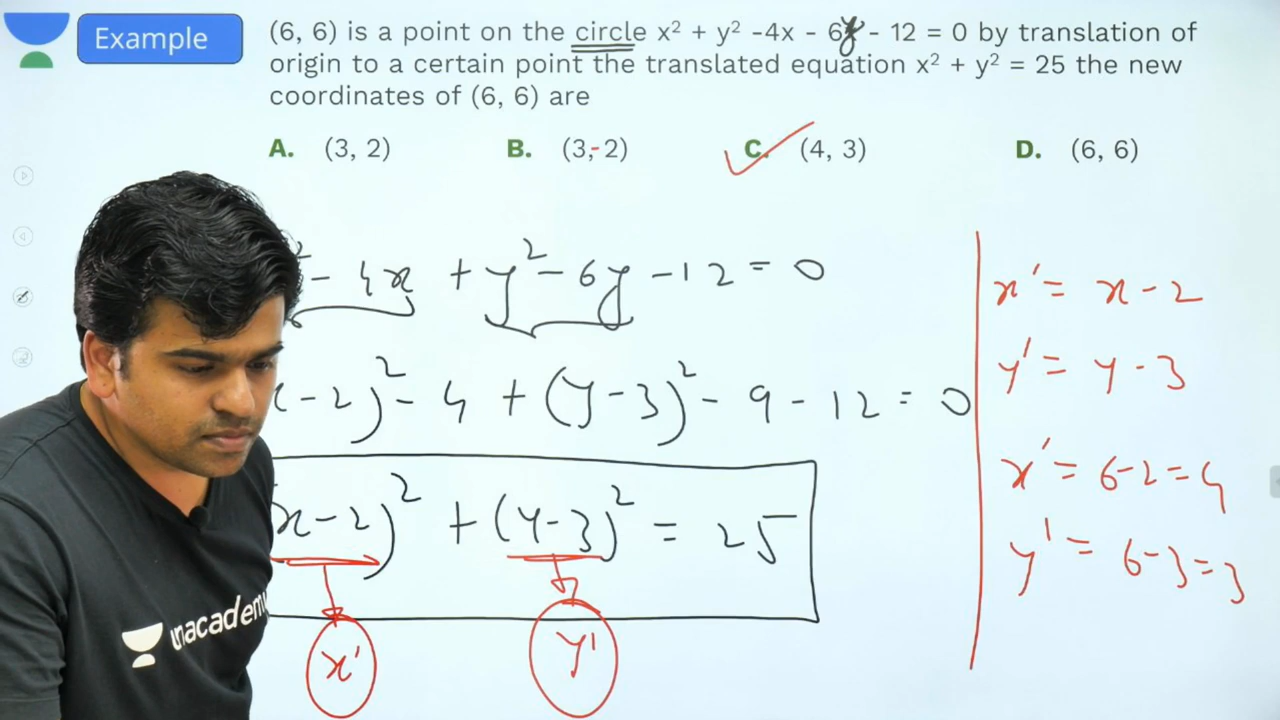 Example
(6, 6) is a point on the circle x² + y² -4x - 6y - 12 = 0 by translation of
origin to a certain point the translated equation x² + y² = 25 the new
coordinates of (6, 6) are
A. (3, 2) B. (3,-2) C. (4, 3) D. (6, 6)
² - 4x + y² - 6y - 12 = 0
- 2)² - 4 + (y - 3)² - 9 - 12 = 0
x - 2)² + (y - 3)² = 25
x'
y'
x' = x - 2
y' = y - 3
x' = 6 - 2 = 4
y' = 6 - 3 = 3
unacademy